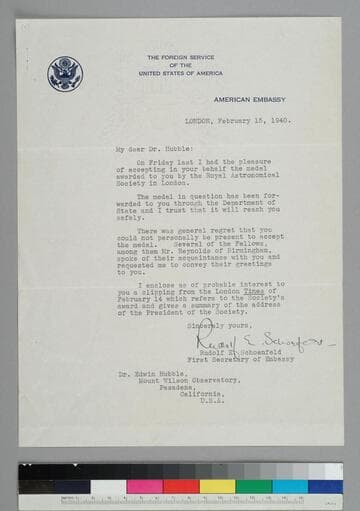 THE FOREIGN SERVICE
OF THE
UNITED STATES OF AMERICA
AMERICAN EMBASSY
LONDON, February 15, 1940.
My dear Dr. Hubble:
On Friday last I had the pleasure
of accepting in your behalf the medal
awarded to you by the Royal Astronomical
Society in London.
The medal in question has been for-
warded to you through the Department of
State and I trust that it will reach you
safely.
There was general regret that you
could not personally be present to accept
the medal. Several of the Fellows,
among them Mr. Reynolds of Birmingham,
spoke of their acquaintance with you and
requested me to convey their greetings
to you.
I enclose as of probable interest to
you a clipping from the London Times of
February 14 which refers to the Society's
award and gives a summary of the address
of the President of the Society.
Sincerely yours,
Rudolf E. Schoenfeld
Rudolf E. Schoenfeld
First Secretary of Embassy
Dr. Edwin Hubble,
Mount Wilson Observatory,
Pasadena,
California,
U.S.A.